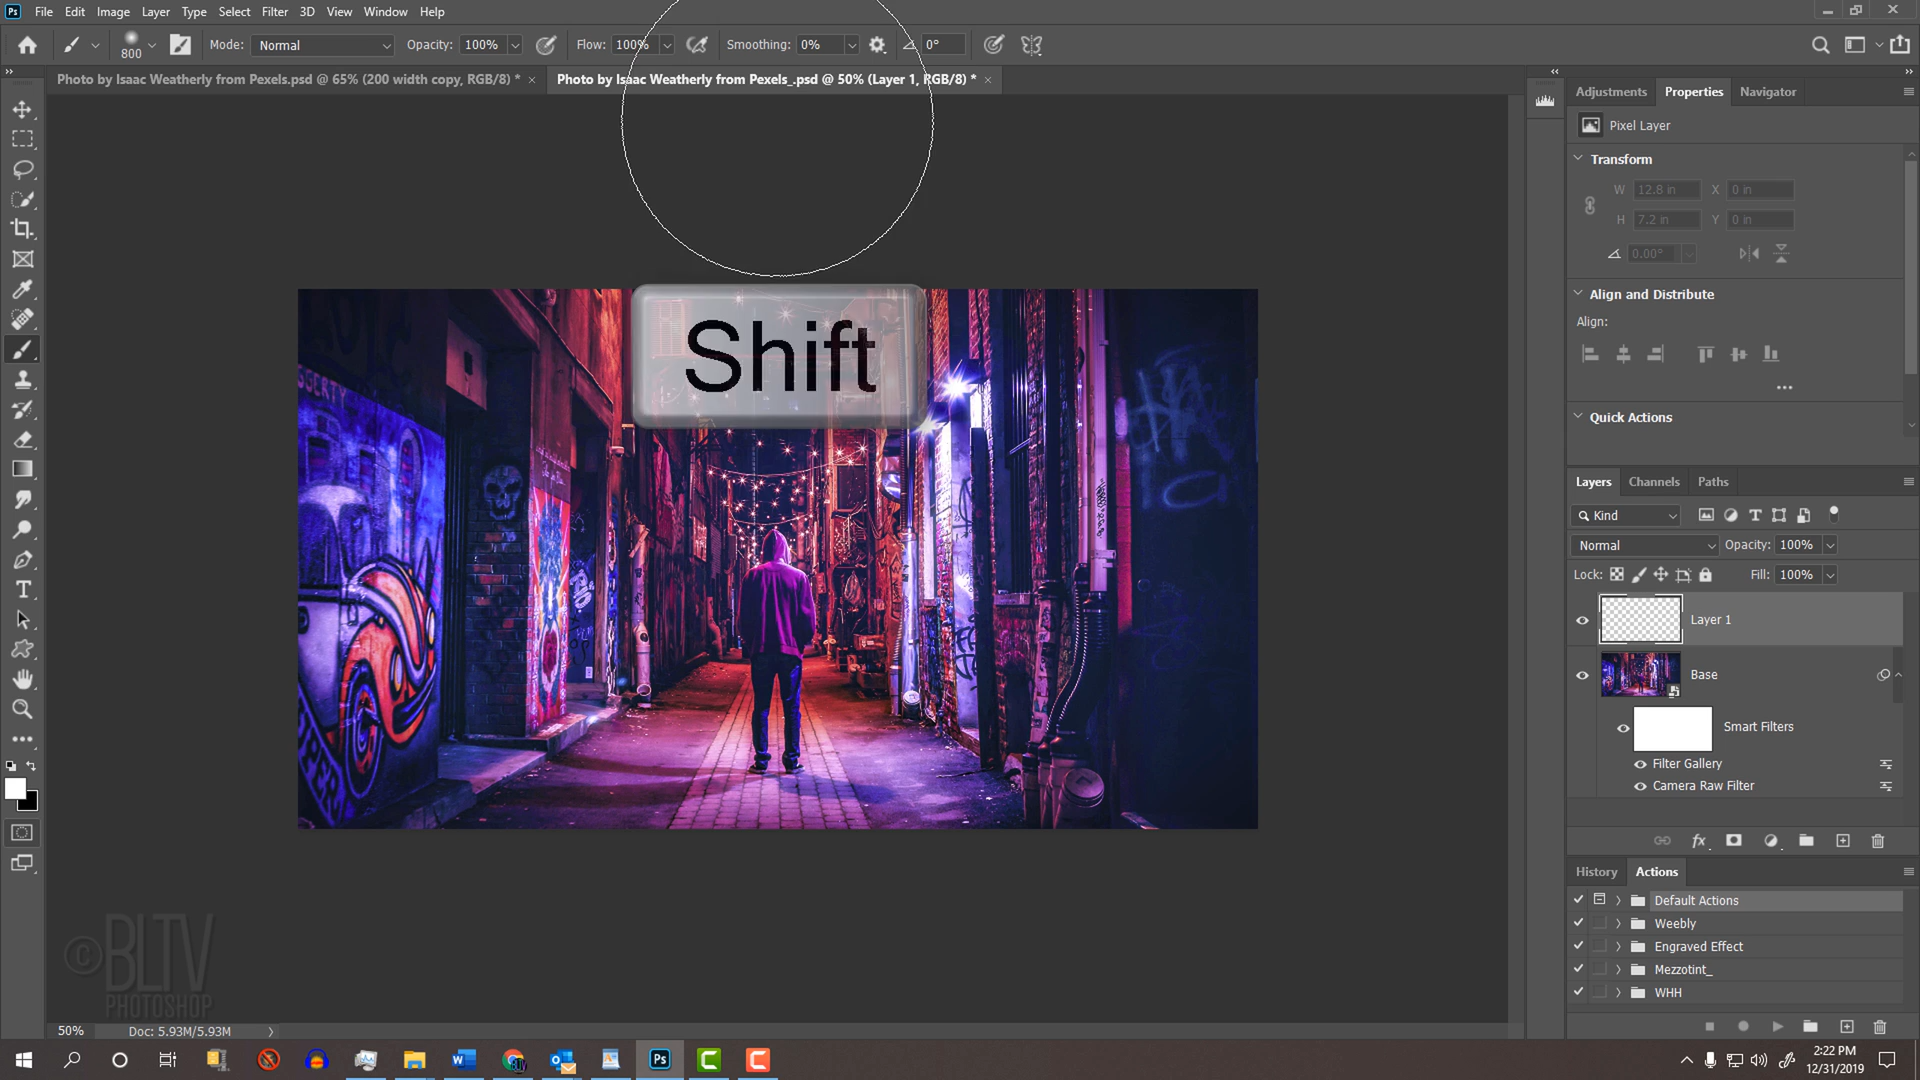 Ps File Edit Image Layer Type Select Filter 3D View Window Help
800 Mode: Normal Opacity: 100% Flow: 100% Smoothing: 0% 0°
Photo by Isaac Weatherly from Pexels.psd @ 65% (200 width copy, RGB/8) * × Photo by Isaac Weatherly from Pexels_.psd @ 50% (Layer 1, RGB/8) * ×
Shift
©BLTV
PHOTOSHOP
50% Doc: 5.93M/5.93M
Adjustments Properties Navigator
Pixel Layer
Transform
W 12.8 in X 0 in
H 7.2 in Y 0 in
0.00°
Align and Distribute
Align:
Quick Actions
Layers Channels Paths
Kind
Normal Opacity: 100%
Lock: Fill: 100%
Layer 1
Base
Smart Filters
Filter Gallery
Camera Raw Filter
fx
History Actions
Default Actions
Weebly
Engraved Effect
Mezzotint_
WHH
Ps
2:22 PM
12/31/2019